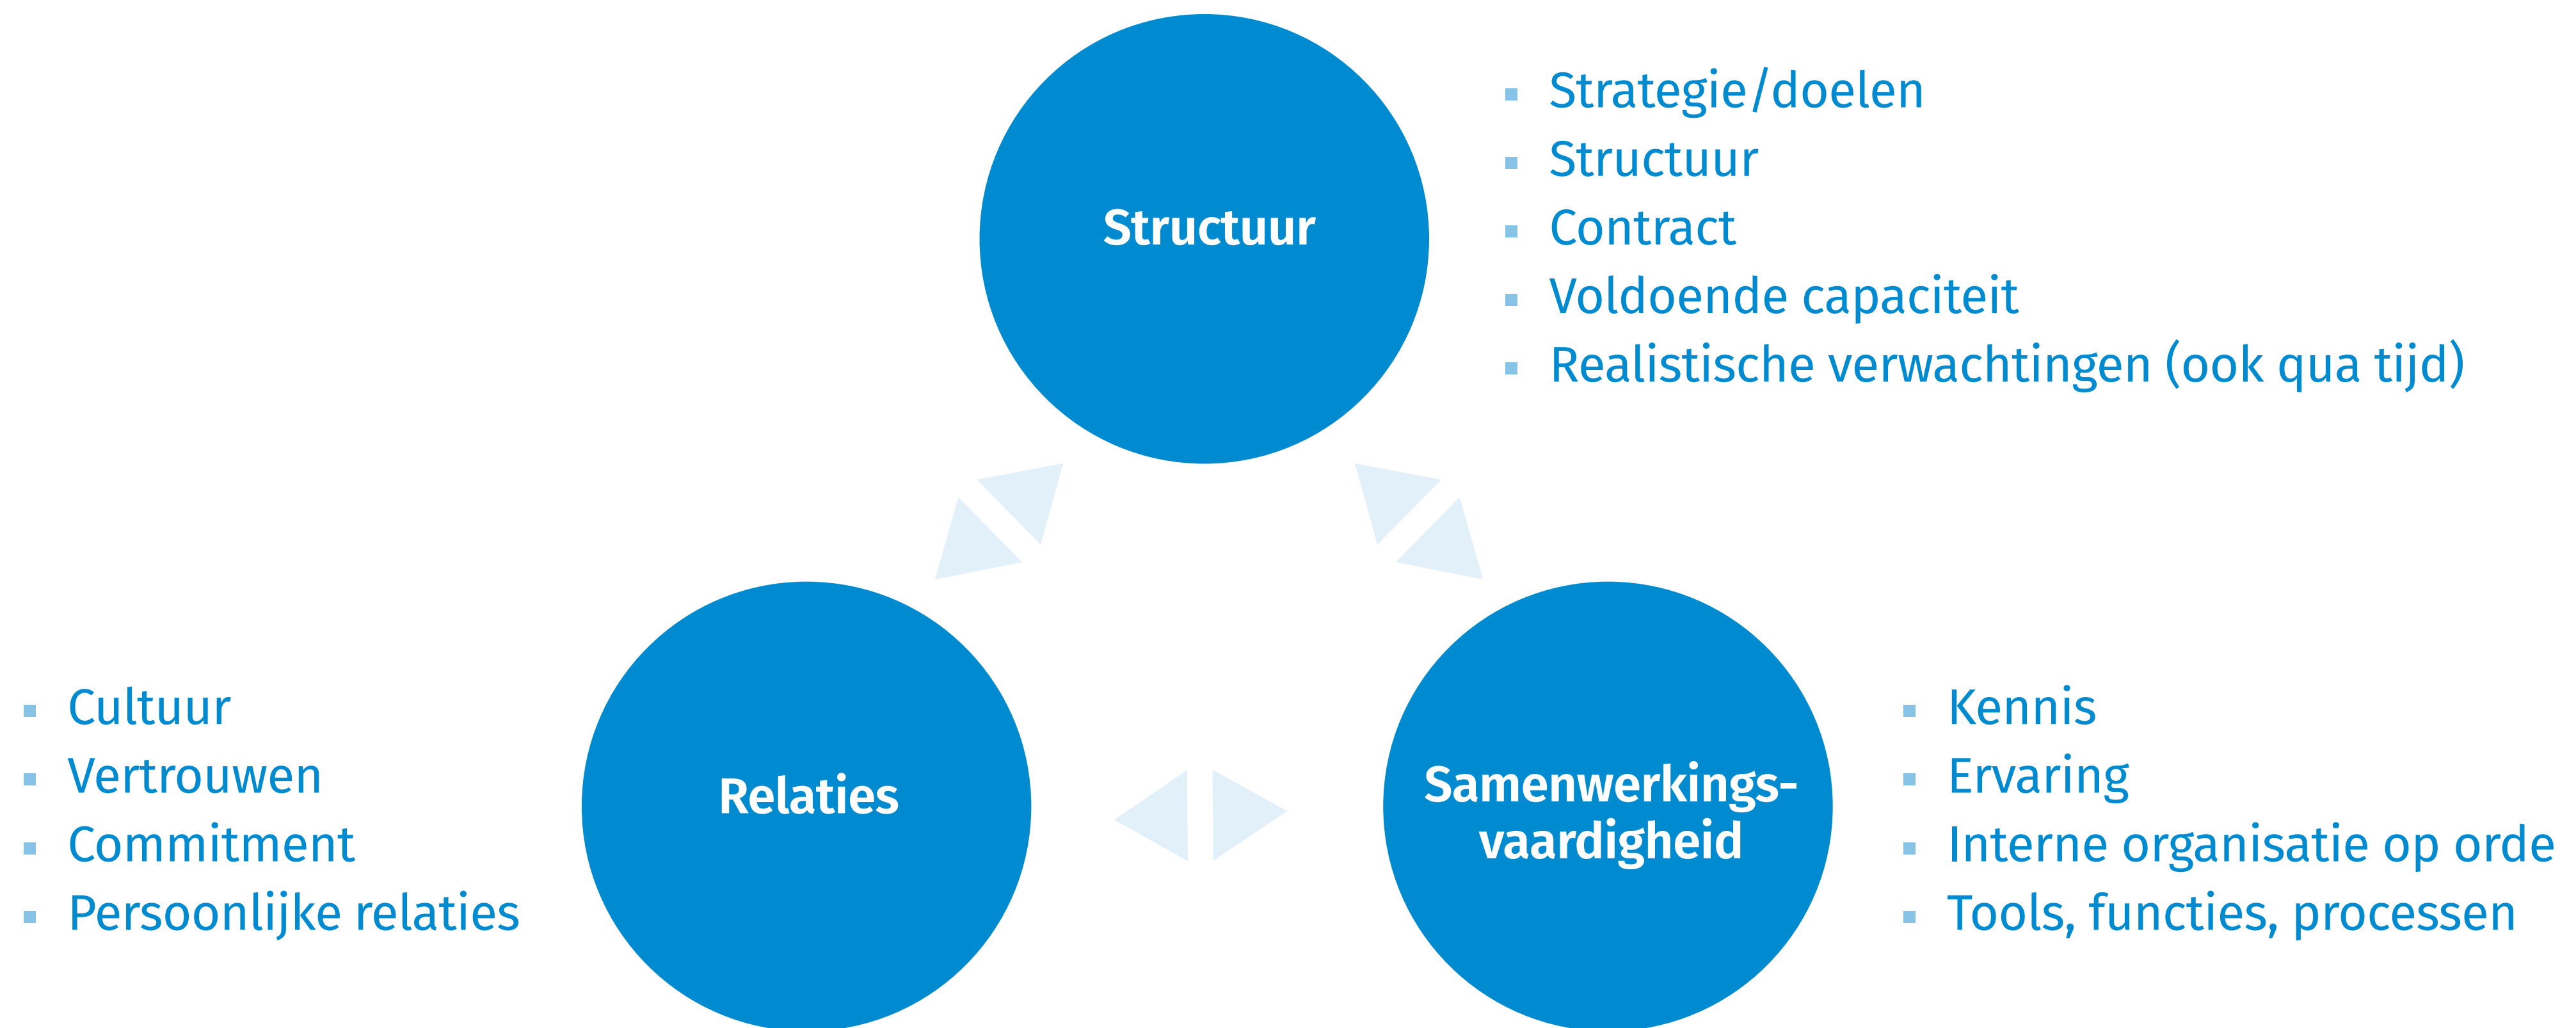 Structuur
Strategie/doelen
Structuur
Contract
Voldoende capaciteit
Realistische verwachtingen (ook qua tijd)
Cultuur
Vertrouwen
Commitment
Persoonlijke relaties
Relaties
Samenwerkings-
vaardigheid
Kennis
Ervaring
Interne organisatie op orde
Tools, functies, processen